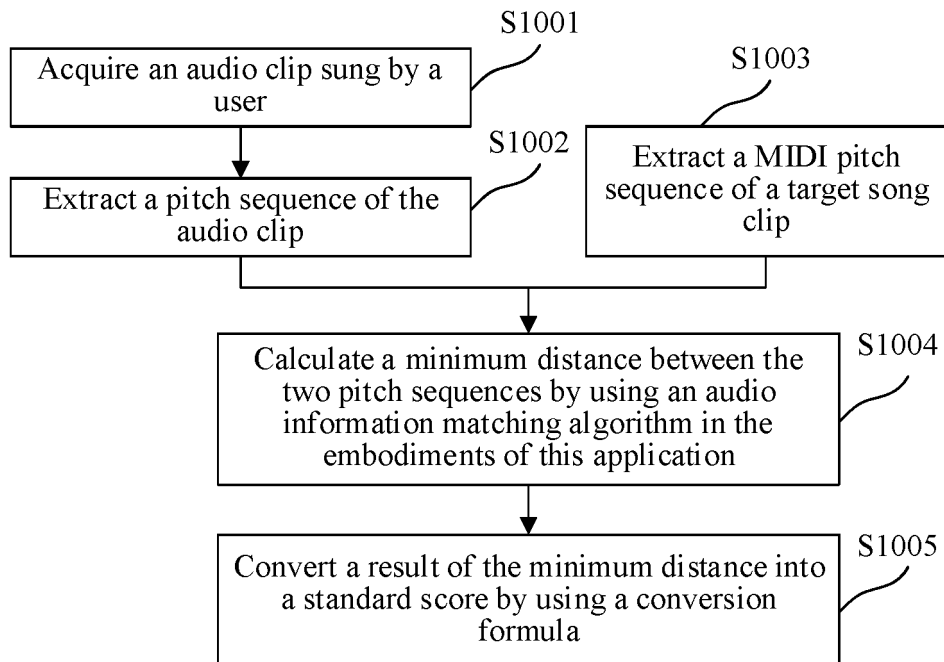 S1001
Acquire an audio clip sung by a
user
S1002
Extract a pitch sequence of the
audio clip
S1003
Extract a MIDI pitch
sequence of a target song
clip
S1004
Calculate a minimum distance between the
two pitch sequences by using an audio
information matching algorithm in the
embodiments of this application
S1005
Convert a result of the minimum distance into
a standard score by using a conversion
formula